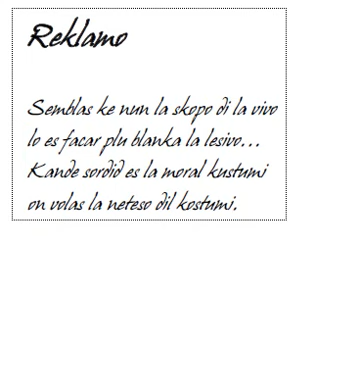 Reklamo
Semblas ke nun la skopo di la vivo
lo es facar plu blanka la lesivo...
Kande sordid es la moral kustumi
on volas la neteso dil kostumi.